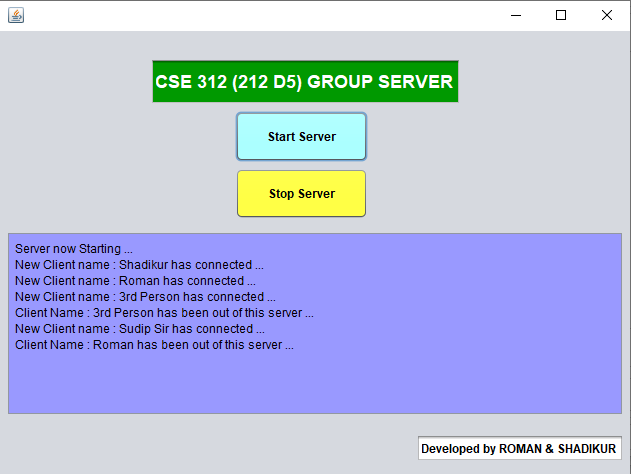 CSE 312 (212 D5) GROUP SERVER
Start Server
Stop Server
Server now Starting ...
New Client name : Shadikur has connected ...
New Client name : Roman has connected ...
New Client name : 3rd Person has connected ...
Client Name : 3rd Person has been out of this server ...
New Client name : Sudip Sir has connected ...
Client Name : Roman has been out of this server ...
Developed by ROMAN & SHADIKUR